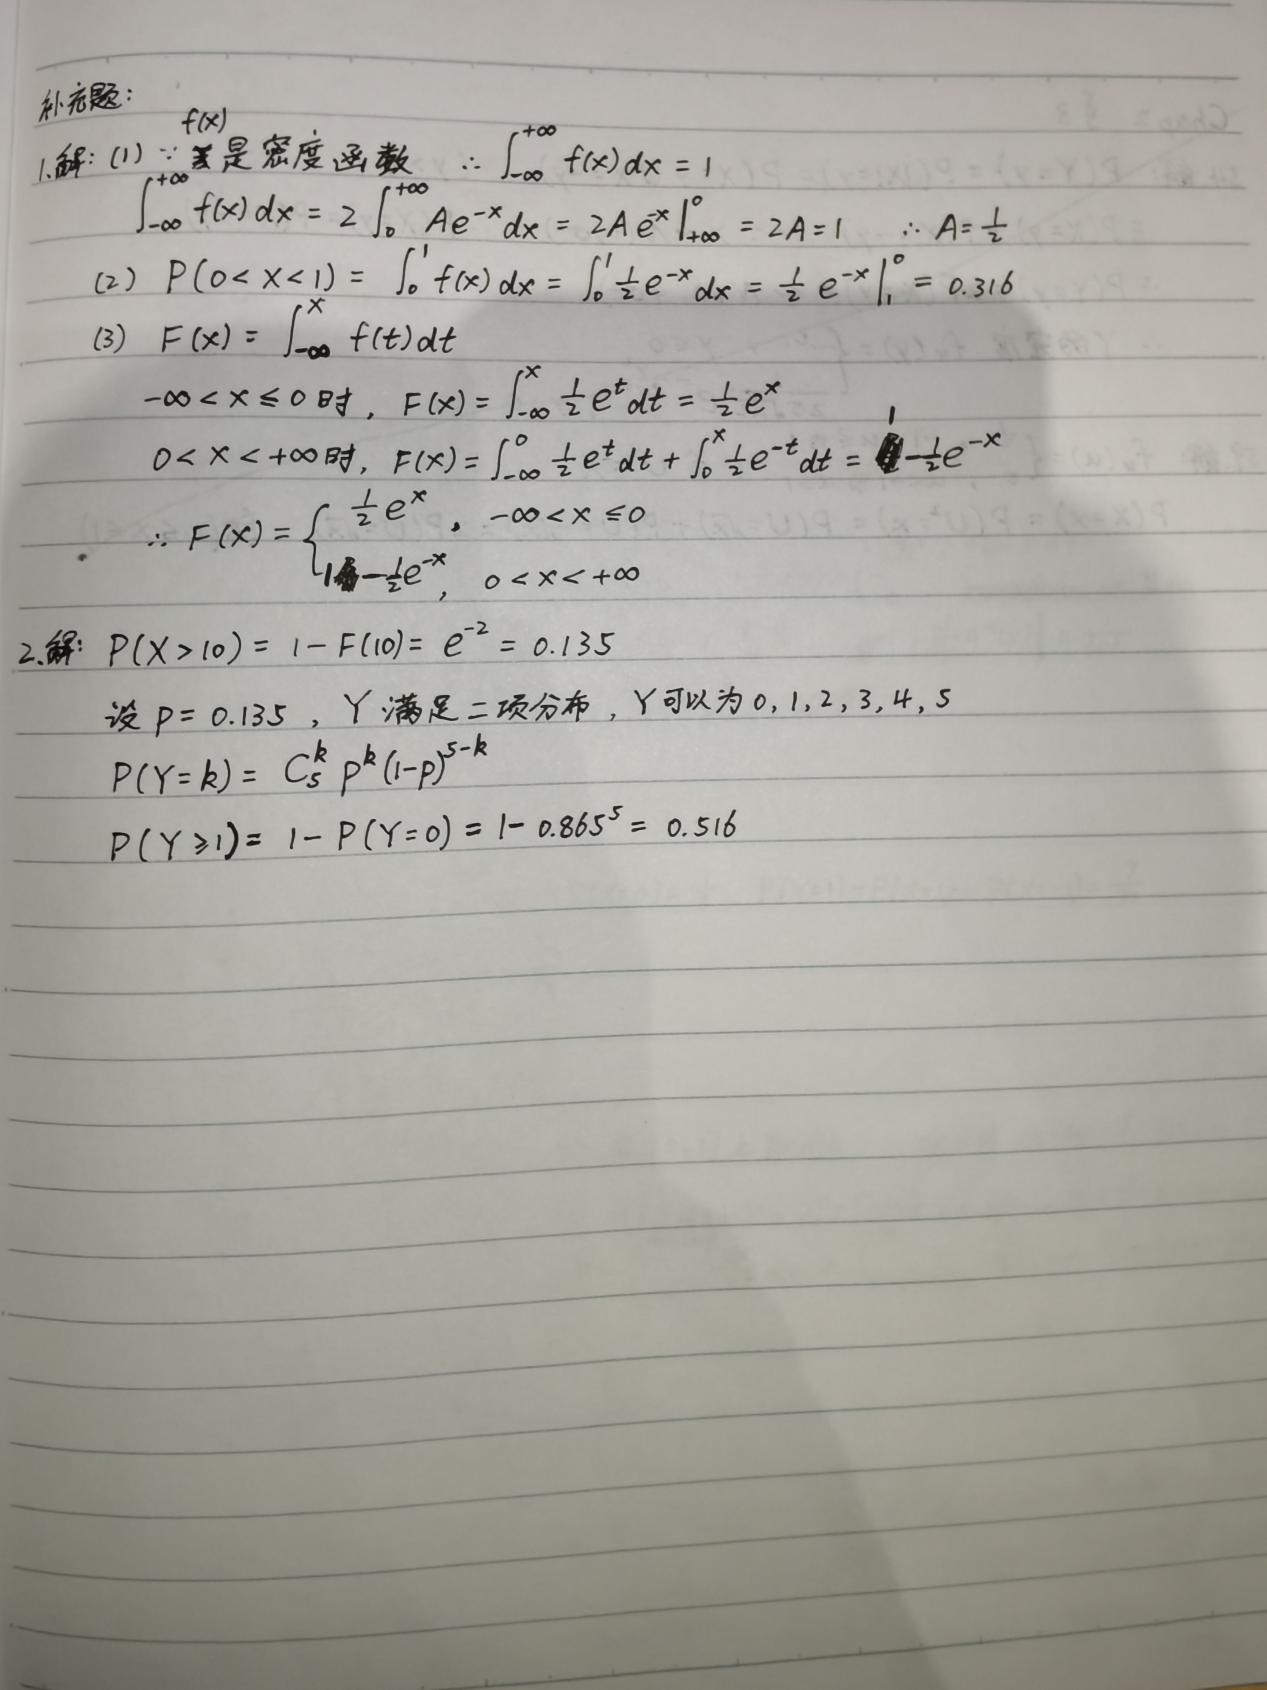 补充题:
1.解: (1) ∵ f(x)是密度函数 ∴ ∫_{-∞}^{+∞} f(x)dx = 1
∫_{-∞}^{+∞} f(x)dx = 2∫_0^{+∞} Ae^{-x}dx = 2Ae^{-x}|_{+∞}^0 = 2A=1 ∴ A=1/2
(2) P(0<X<1) = ∫_0^1 f(x)dx = ∫_0^1 1/2 e^{-x}dx = 1/2 e^{-x}|_1^0 = 0.316
(3) F(x) = ∫_{-∞}^x f(t)dt
-∞<x≤0时, F(x) = ∫_{-∞}^x 1/2 e^t dt = 1/2 e^x
0<x<+∞时, F(x) = ∫_{-∞}^0 1/2 e^t dt + ∫_0^x 1/2 e^{-t}dt = 1-1/2 e^{-x}
∴ F(x) = { 1/2 e^x, -∞<x≤0
1-1/2 e^{-x}, 0<x<+∞
2.解: P(X>10) = 1-F(10) = e^{-2} = 0.135
设p=0.135, Y满足二项分布, Y可以为0,1,2,3,4,5
P(Y=k) = C_5^k p^k (1-p)^{5-k}
P(Y≥1) = 1-P(Y=0) = 1-0.865^5 = 0.516